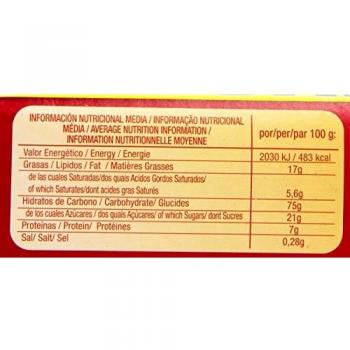 INFORMACIÓN NUTRICIONAL MEDIA / INFORMAÇÃO NUTRICIONAL
MÉDIA / AVERAGE NUTRITION INFORMATION /
INFORMATION NUTRITIONNELLE MOYENNE
por/per/par 100 g:
Valor Energético / Energy / Energie 2030 kJ / 483 kcal
Grasas / Lípidos / Fat / Matières Grasses 17g
de las cuales Saturadas/dos quais Acidos Gordos Saturados/
of which Saturates/dont acides gras Saturés 5,6g
Hidratos de Carbono / Carbohydrate/ Glucides 75g
de los cuales Azúcares / dos quais Açúcares/ of which Sugars/ dont Sucres 21g
Proteinas / Protein/ Protéines 7g
Sal/ Salt/ Sel 0,28g